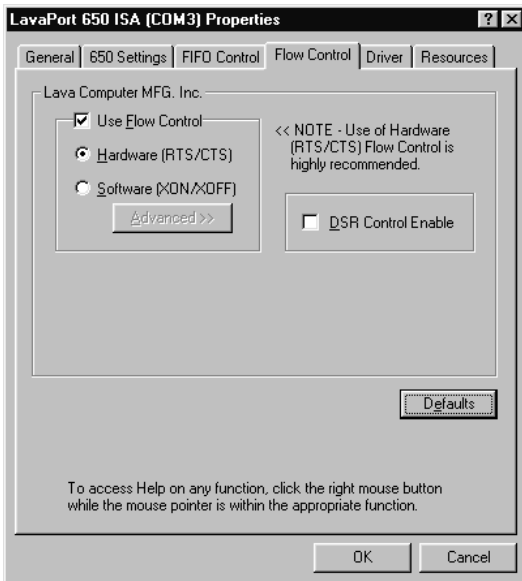 LavaPort 650 ISA (COM3) Properties
General
650 Settings
FIFO Control
Flow Control
Driver
Resources
Lava Computer MFG. Inc.
Use Flow Control
Hardware (RTS/CTS)
Software (XON/XOFF)
Advanced >>
<< NOTE - Use of Hardware
(RTS/CTS) Flow Control is
highly recommended.
DSR Control Enable
Defaults
To access Help on any function, click the right mouse button
while the mouse pointer is within the appropriate function.
OK
Cancel